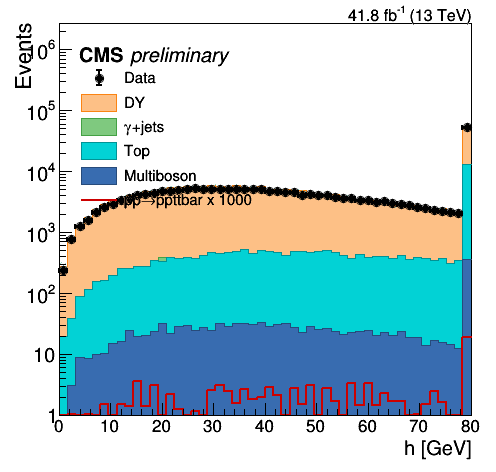 41.8 fb⁻¹ (13 TeV)
Events
CMS preliminary
Data
DY
γ+jets
Top
Multiboson
pp→ppttbar x 1000
10⁶
10⁵
10⁴
10³
10²
10
1
0 10 20 30 40 50 60 70 80
h [GeV]